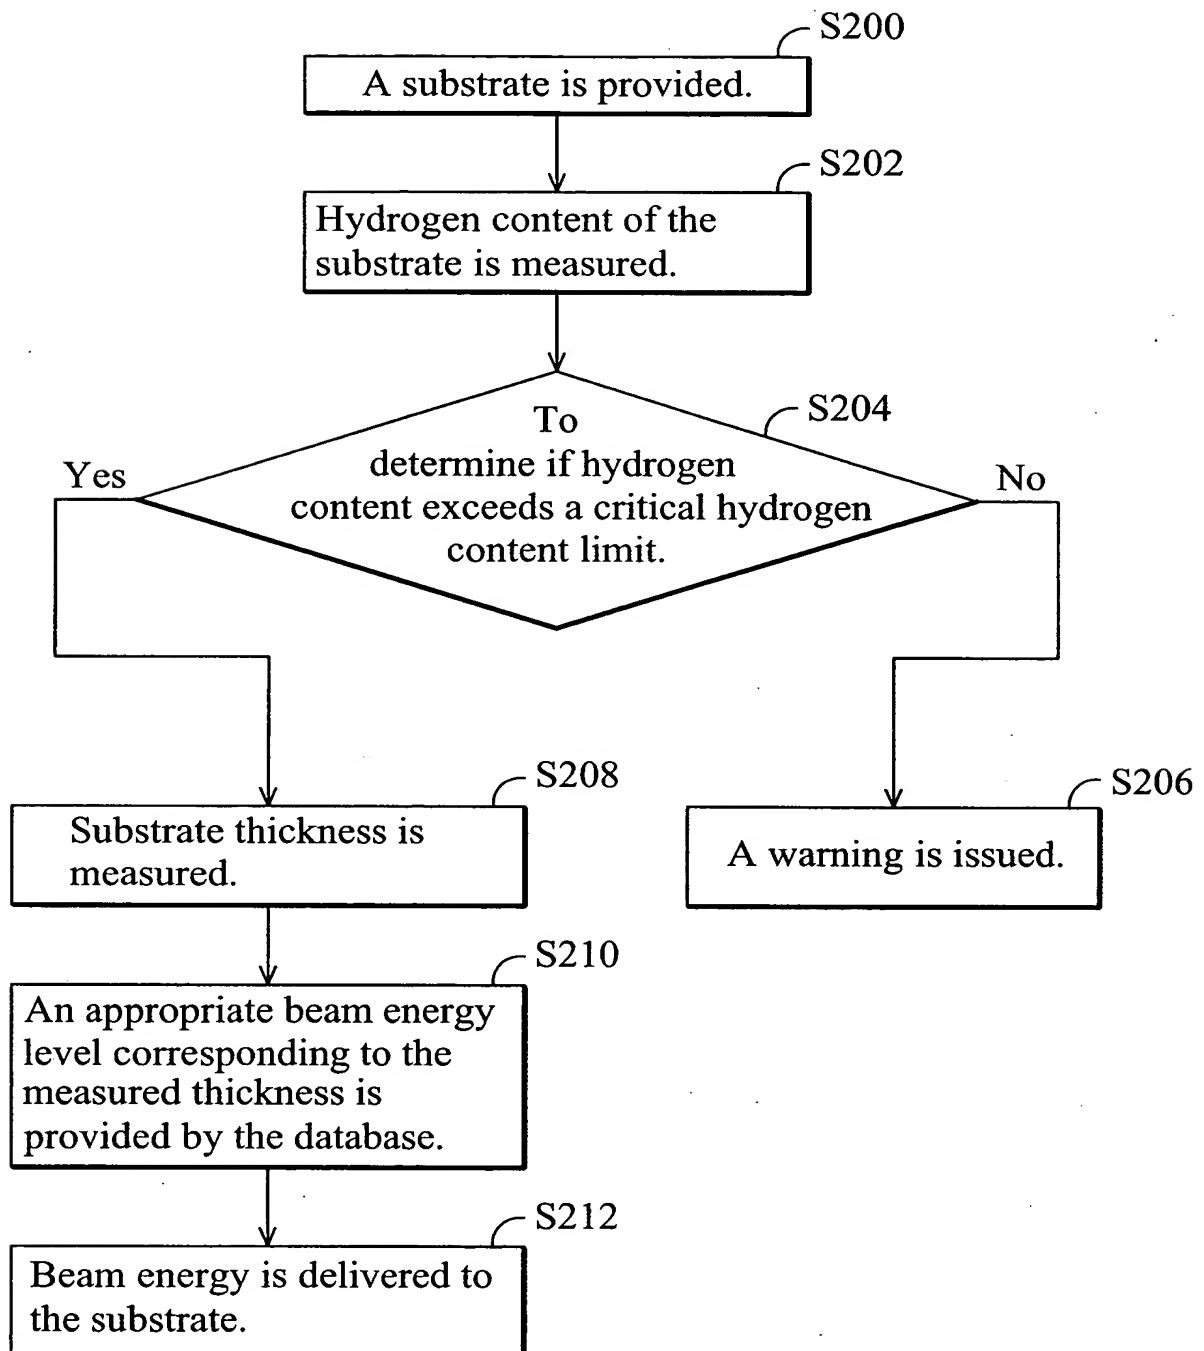 S200
A substrate is provided.
S202
Hydrogen content of the
substrate is measured.
S204
To
determine if hydrogen
content exceeds a critical hydrogen
content limit.
Yes
No
S208
Substrate thickness is
measured.
S206
A warning is issued.
S210
An appropriate beam energy
level corresponding to the
measured thickness is
provided by the database.
S212
Beam energy is delivered to
the substrate.